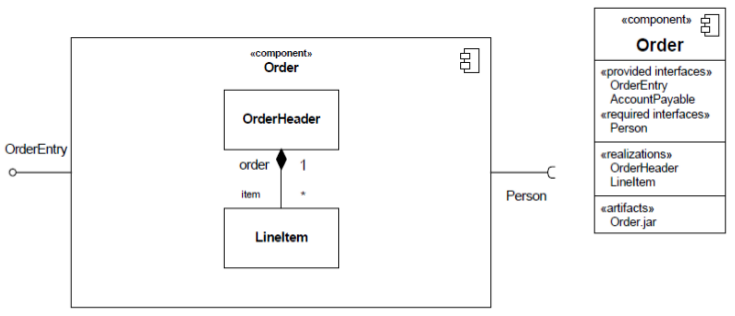 «component»
Order
OrderHeader
order 1
item *
LineItem
OrderEntry
Person
«component»
Order
«provided interfaces»
OrderEntry
AccountPayable
«required interfaces»
Person
«realizations»
OrderHeader
LineItem
«artifacts»
Order.jar